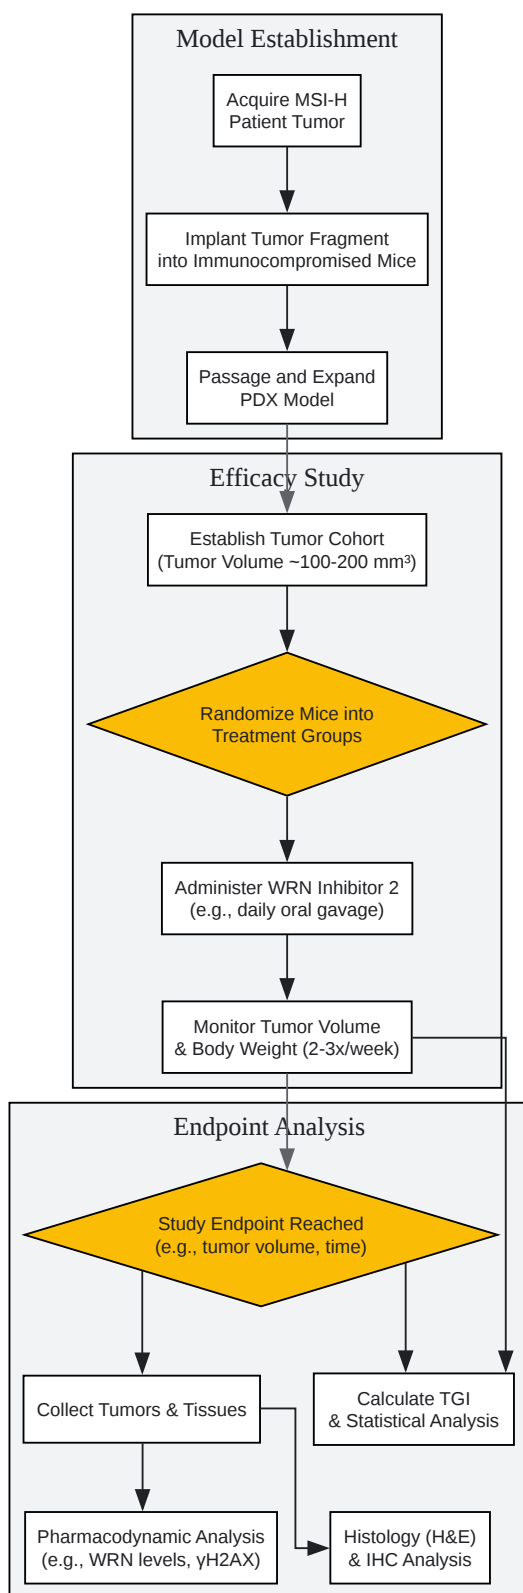 Model Establishment
Acquire MSI-H
Patient Tumor
Implant Tumor Fragment
into Immunocompromised Mice
Passage and Expand
PDX Model
Efficacy Study
Establish Tumor Cohort
(Tumor Volume ~100-200 mm³)
Randomize Mice into
Treatment Groups
Administer WRN Inhibitor 2
(e.g., daily oral gavage)
Monitor Tumor Volume
& Body Weight (2-3x/week)
Endpoint Analysis
Study Endpoint Reached
(e.g., tumor volume, time)
Collect Tumors & Tissues
Calculate TGI
& Statistical Analysis
Pharmacodynamic Analysis
(e.g., WRN levels, γH2AX)
Histology (H&E)
& IHC Analysis